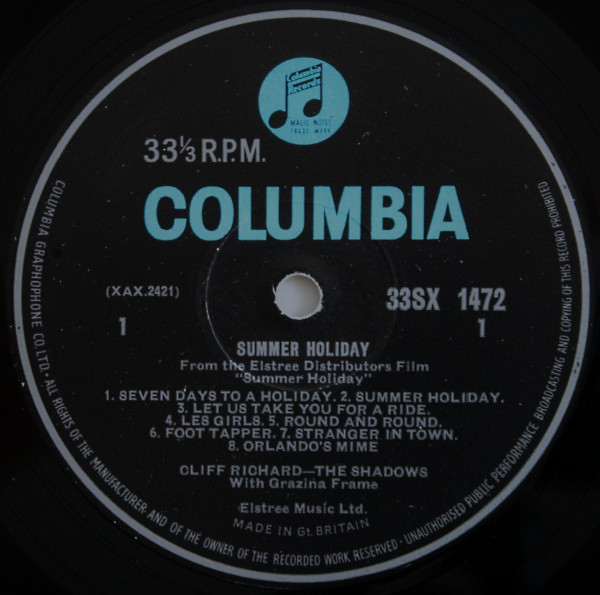 Columbia
Records
MAGIC NOTES
TRADE MARK
33⅓ R.P.M.
COLUMBIA
(XAX.2421)
33SX 1472
1
1
SUMMER HOLIDAY
From the Elstree Distributors Film
"Summer Holiday"
1. SEVEN DAYS TO A HOLIDAY. 2. SUMMER HOLIDAY.
3. LET US TAKE YOU FOR A RIDE.
4. LES GIRLS. 5. ROUND AND ROUND.
6. FOOT TAPPER. 7. STRANGER IN TOWN.
8. ORLANDO'S MIME
CLIFF RICHARD—THE SHADOWS
With Grazina Frame
Elstree Music Ltd.
MADE IN Gt. BRITAIN
COLUMBIA GRAPHOPHONE CO. LTD. · ALL RIGHTS OF THE MANUFACTURER AND OF THE OWNER OF THE RECORDED WORK RESERVED · UNAUTHORISED PUBLIC PERFORMANCE BROADCASTING AND COPYING OF THIS RECORD PROHIBITED